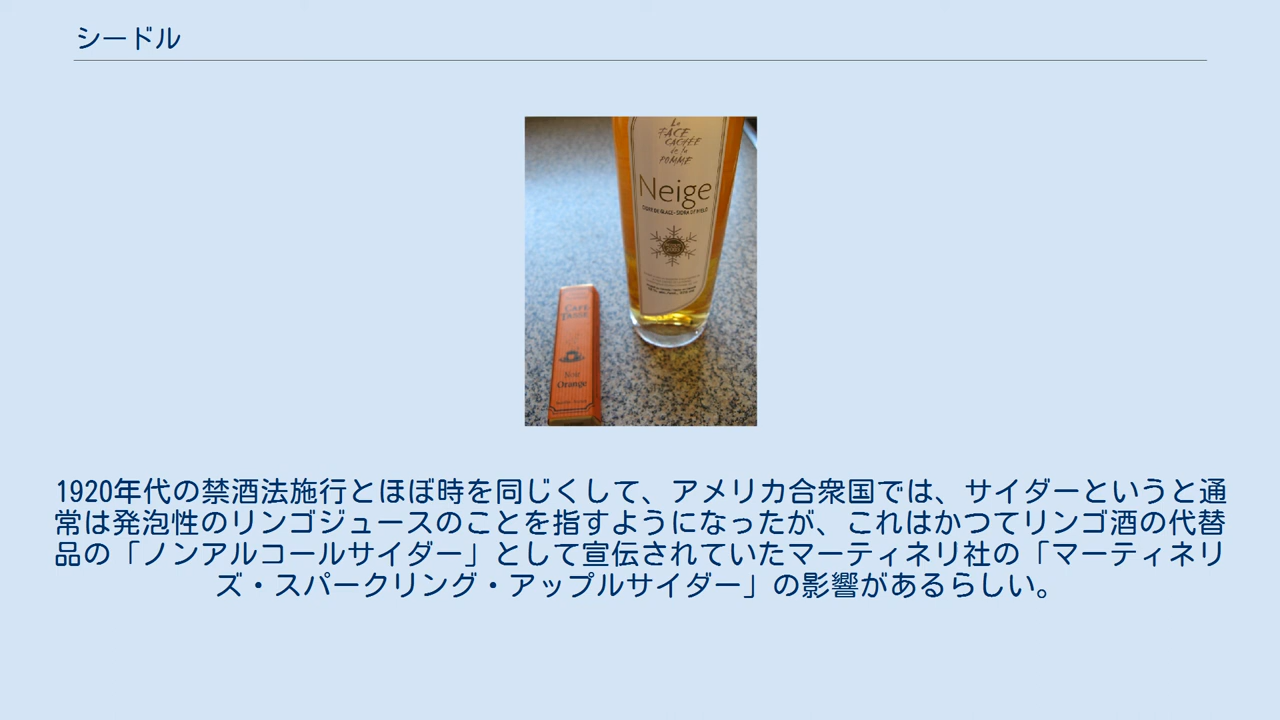 シードル
La
FACE
CACHÉE
de la
POMME
Neige
CAFÉ
TASSE
Noir
Orange
1920年代の禁酒法施行とほぼ時を同じくして、アメリカ合衆国では、サイダーというと通
常は発泡性のリンゴジュースのことを指すようになったが、これはかつてリンゴ酒の代替
品の「ノンアルコールサイダー」として宣伝されていたマーティネリ社の「マーティネリ
ズ・スパークリング・アップルサイダー」の影響があるらしい。